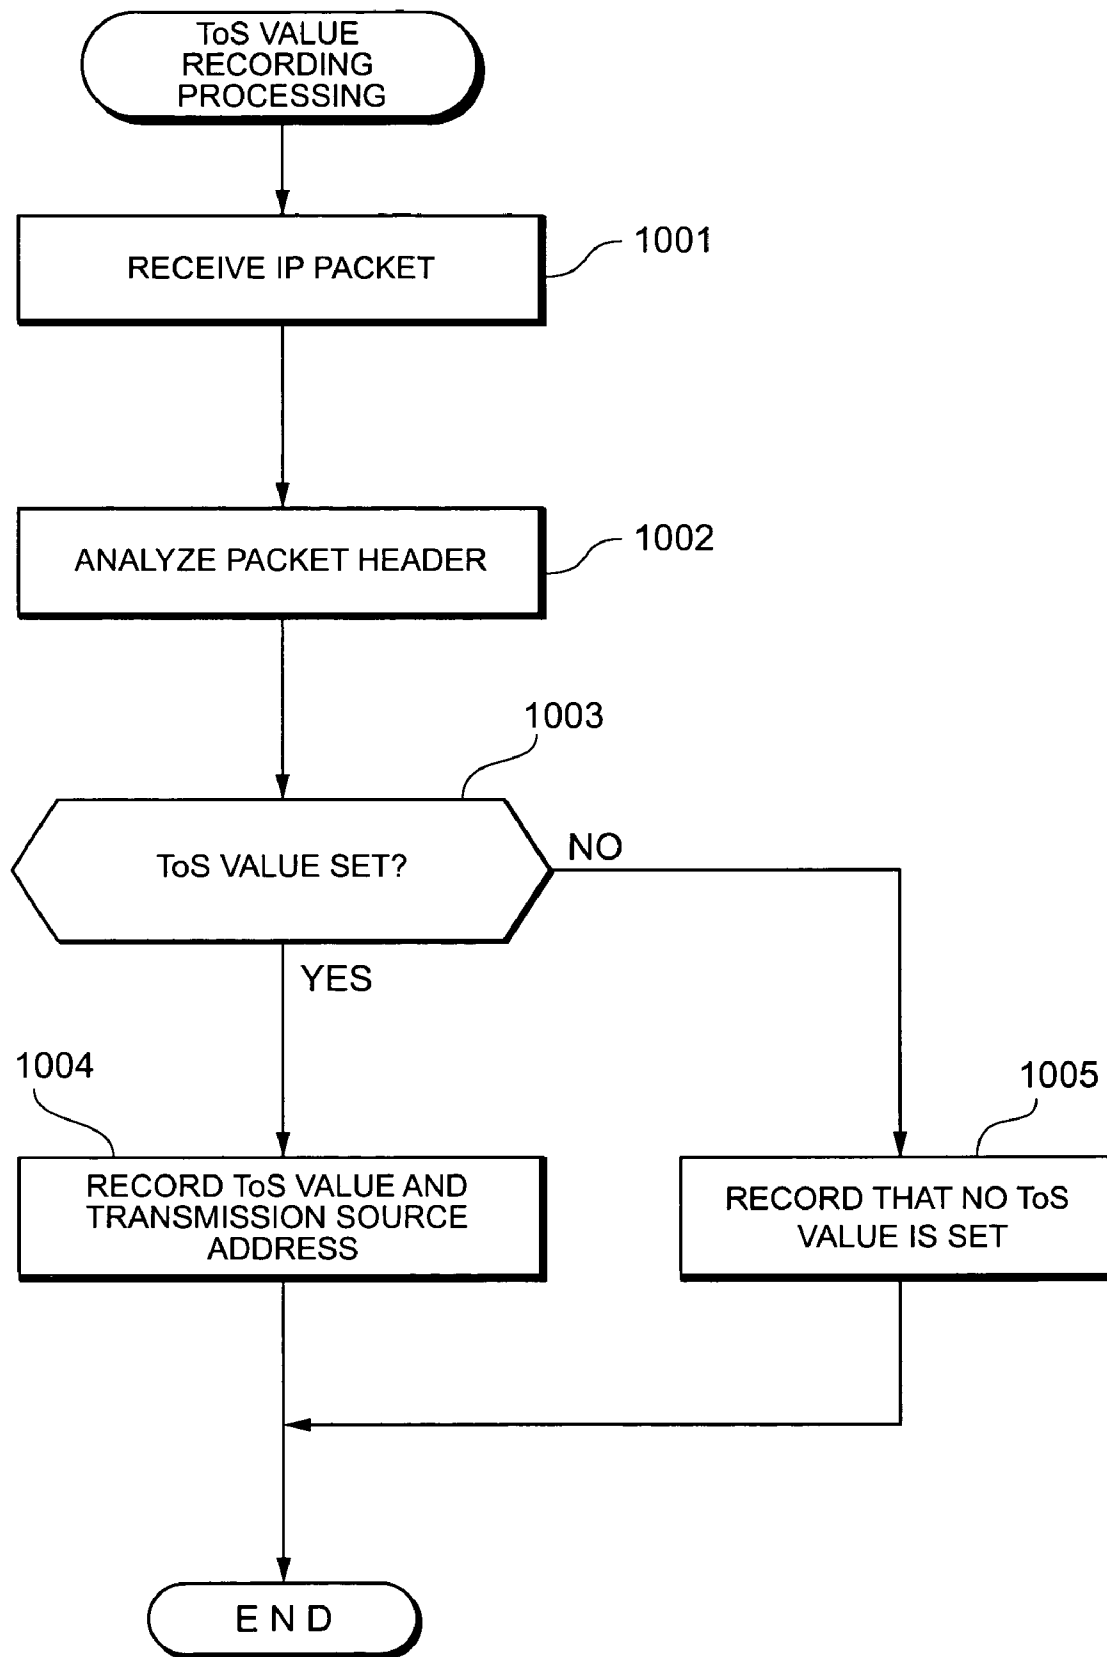 ToS VALUE
RECORDING
PROCESSING
RECEIVE IP PACKET
1001
ANALYZE PACKET HEADER
1002
1003
ToS VALUE SET?
NO
YES
1004
RECORD ToS VALUE AND
TRANSMISSION SOURCE
ADDRESS
1005
RECORD THAT NO ToS
VALUE IS SET
E N D